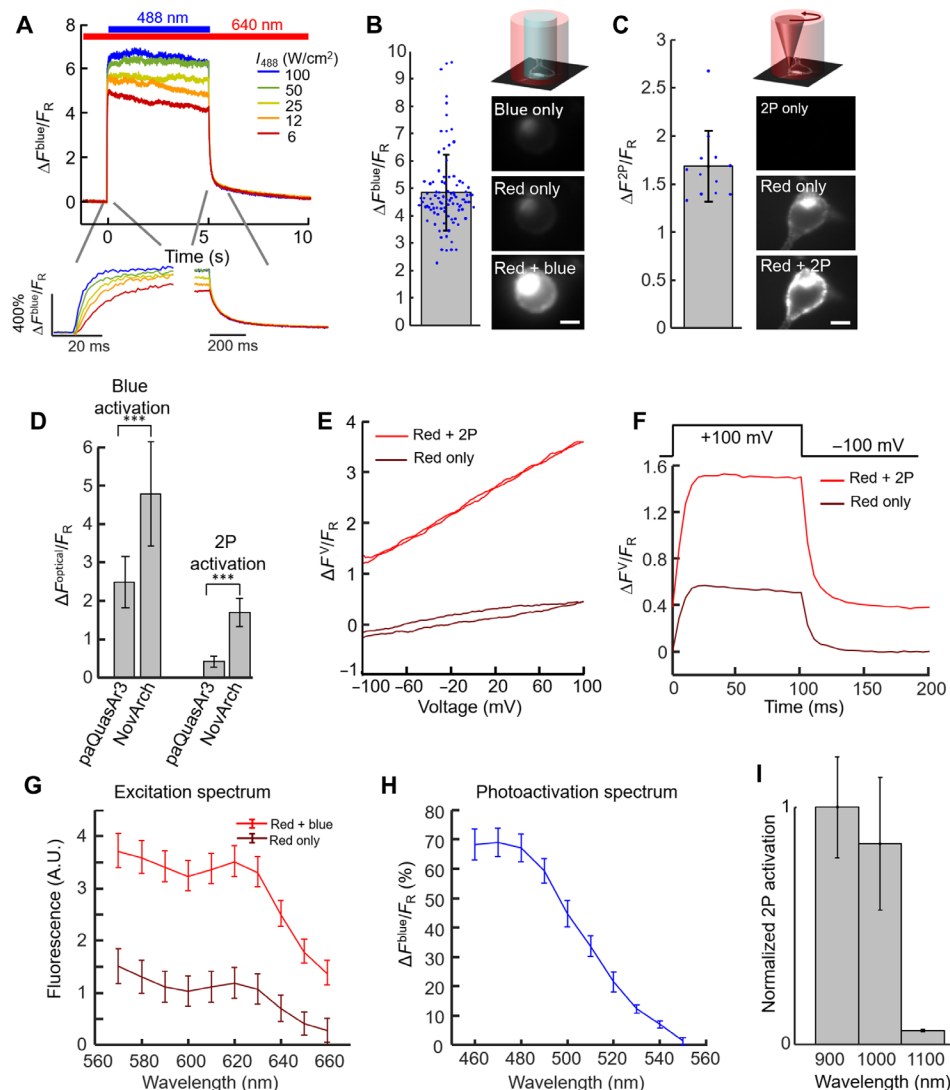 A
488 nm
640 nm
I488 (W/cm²)
100
50
25
12
6
ΔF^blue/F_R
8
6
4
2
0
0
5
10
Time (s)
400%
ΔF^blue/F_R
20 ms
200 ms
B
ΔF^blue/F_R
10
9
8
7
6
5
4
3
2
1
0
Blue only
Red only
Red + blue
C
ΔF^2P/F_R
3
2.5
2
1.5
1
0.5
0
2P only
Red only
Red + 2P
D
Blue
activation
***
2P
activation
***
ΔF^optical/F_R
6
5
4
3
2
1
0
paQuasAr3
NovArch
paQuasAr3
NovArch
E
Red + 2P
Red only
ΔF^V/F_R
4
3
2
1
0
−1
−100 −60 −20 20 60 100
Voltage (mV)
F
+100 mV
−100 mV
Red + 2P
Red only
ΔF^V/F_R
1.6
1.2
0.8
0.4
0
0 50 100 150 200
Time (ms)
G
Excitation spectrum
Red + blue
Red only
Fluorescence (A.U.)
4
3
2
1
0
560 580 600 620 640 660
Wavelength (nm)
H
Photoactivation spectrum
ΔF^blue/F_R (%)
80
70
60
50
40
30
20
10
0
460 480 500 520 540 560
Wavelength (nm)
I
Normalized 2P activation
1
0
900 1000 1100
Wavelength (nm)